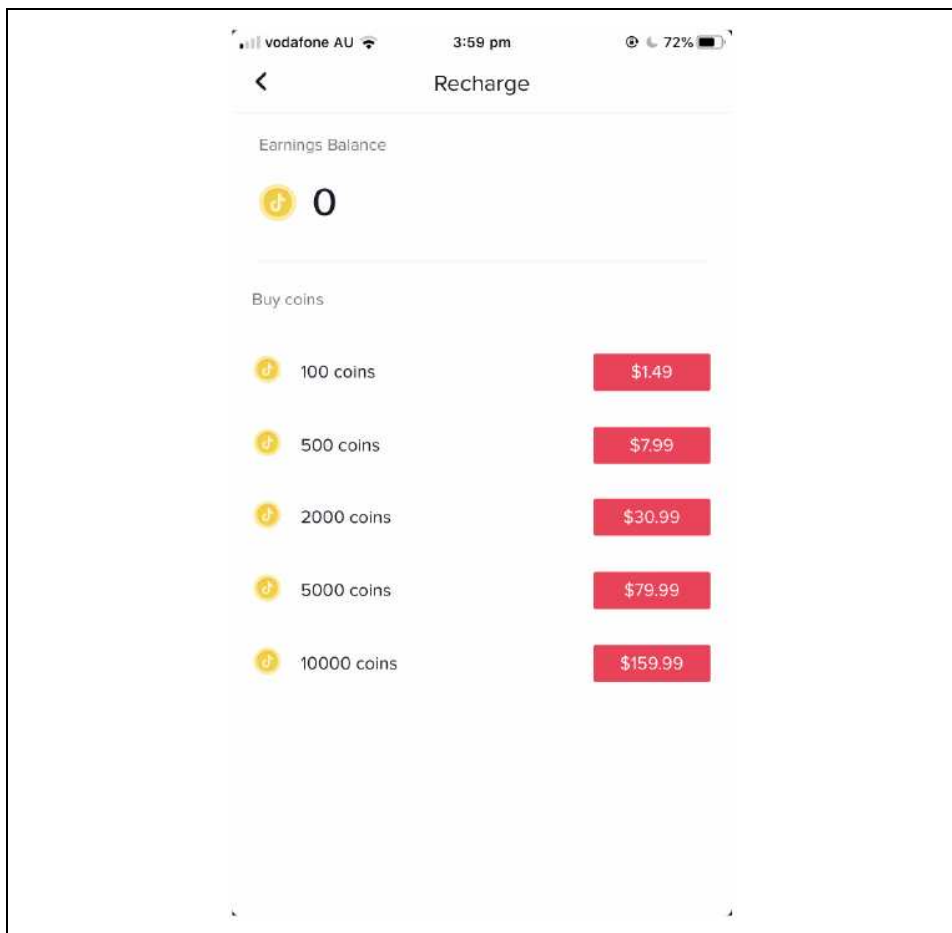 vodafone AU 3:59 pm 72%
Recharge
Earnings Balance
0
Buy coins
100 coins $1.49
500 coins $7.99
2000 coins $30.99
5000 coins $79.99
10000 coins $159.99